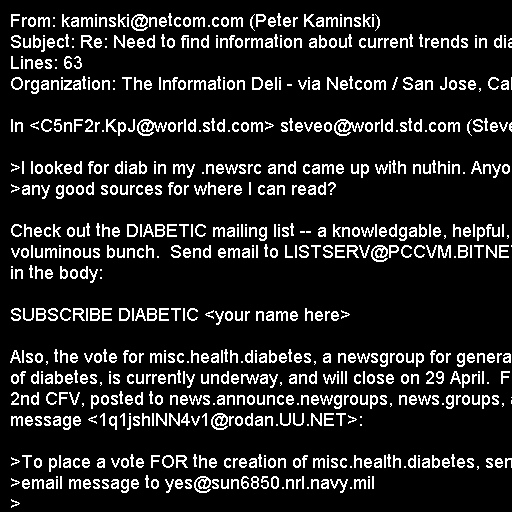 From: kaminski@netcom.com (Peter Kaminski)
Subject: Re: Need to find information about current trends in
Lines: 63
Organization: The Information Deli - via Netcom / San Jose,
In <C5nF2r.KpJ@world.std.com> steveo@world.std.com
>I looked for diab in my .newsrc and came up with nuthin.
>any good sources for where I can read?
Check out the DIABETIC mailing list -- a knowledgable, helpful,
voluminous bunch.  Send email to LISTSERV@PCCVM.BITNE
in the body:
SUBSCRIBE DIABETIC <your name here>
Also, the vote for misc.health.diabetes, a newsgroup for
of diabetes, is currently underway, and will close on 29 April.
2nd CFV, posted to news.announce.newgroups, news.groups,
message <1q1jshINN4v1@rodan.UU.NET>:
>To place a vote FOR the creation of misc.health.diabetes,
>email message to yes@sun6850.nrl.navy.mil
>